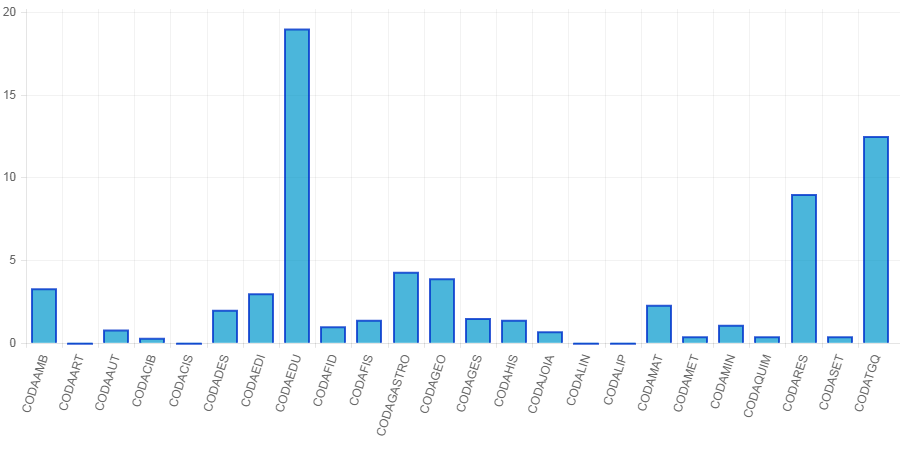 20
15
10
5
0
CODAAMB
CODAART
CODAAUT
CODACIB
CODACIS
CODADES
CODAEDI
CODAEDU
CODAFID
CODAFIS
CODAGASTRO
CODAGEO
CODAGES
CODAHIS
CODAJOIA
CODALIN
CODALIP
CODAMAT
CODAMET
CODAMIN
CODAQUIM
CODARES
CODASET
CODATGQ